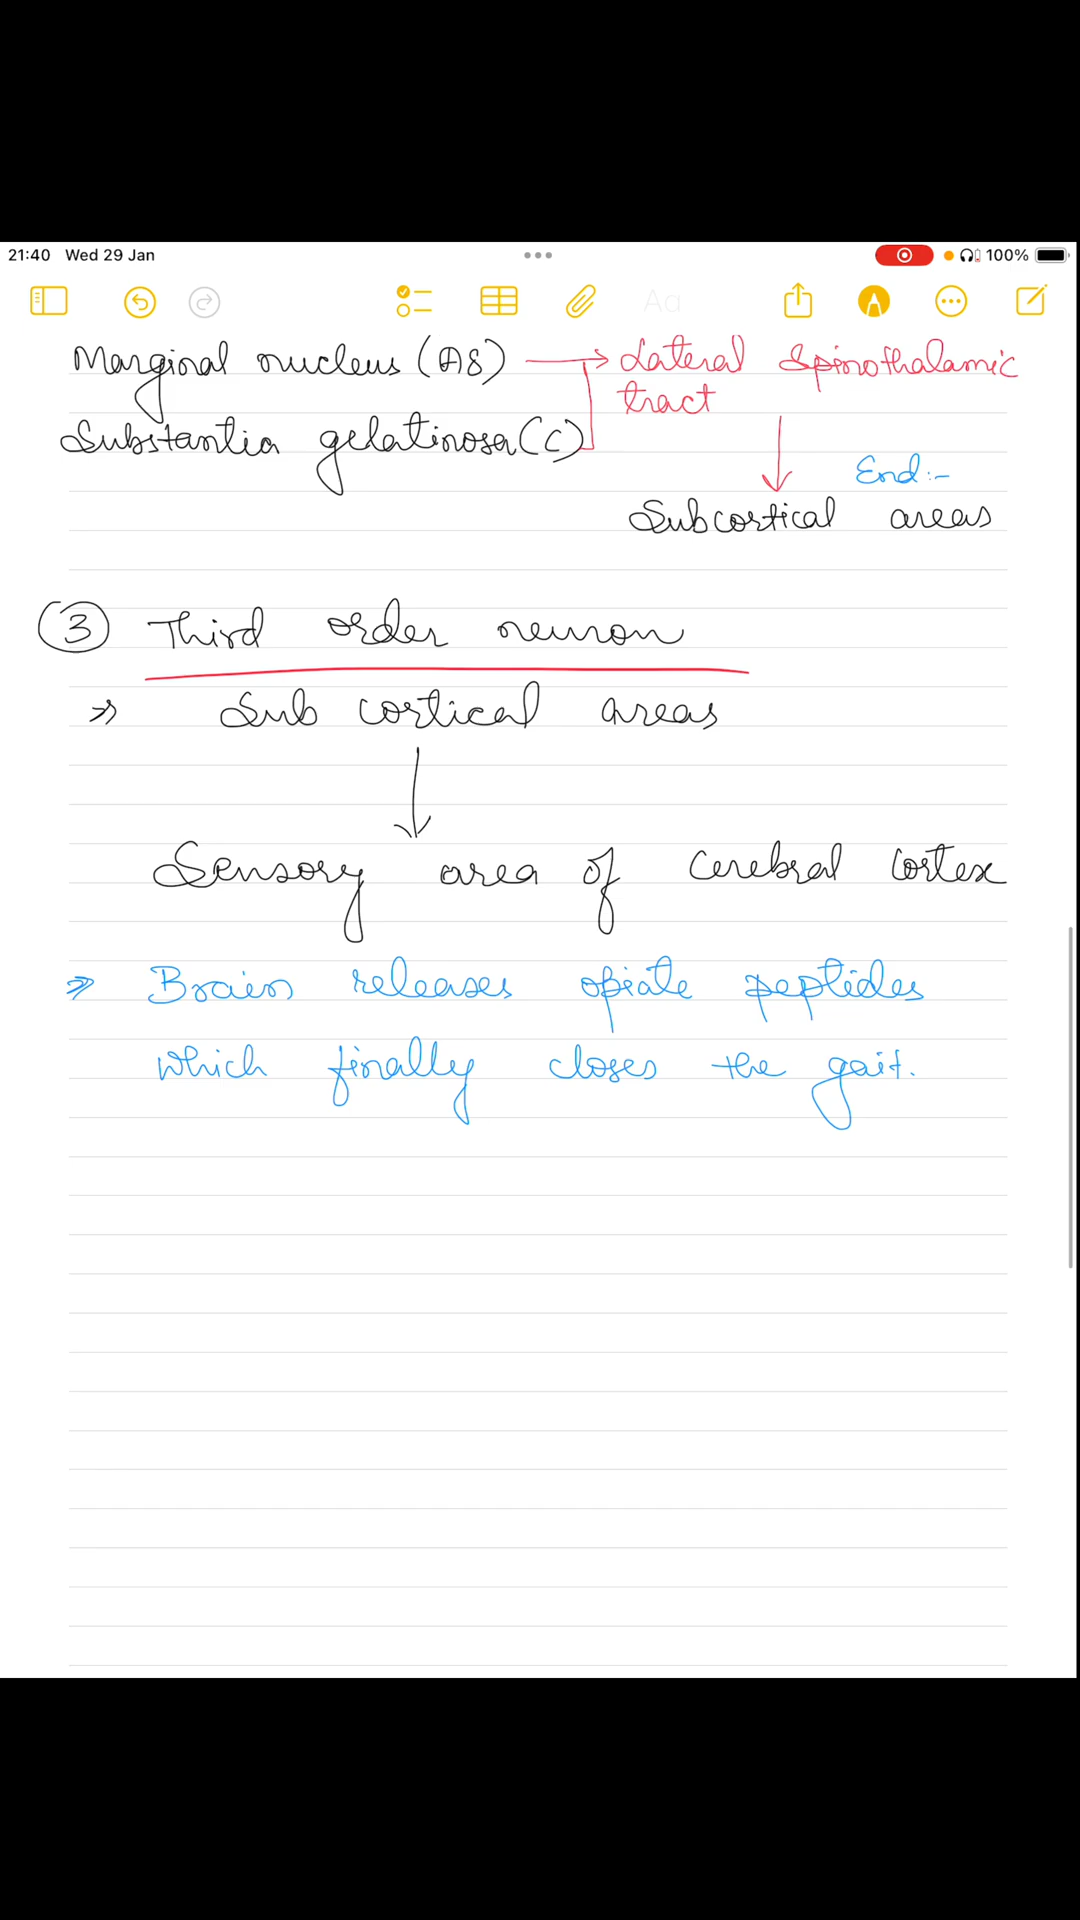 21:40 Wed 29 Jan
100%
Aa
Marginal nucleus (Aδ) → Lateral Spinothalamic
tract
Substantia gelatinosa (C)
End:-
Subcortical areas
(3) Third order neuron
⇒ Sub cortical areas
↓
Sensory area of cerebral cortex
⇒ Brain releases opiate peptides
which finally closes the gait.